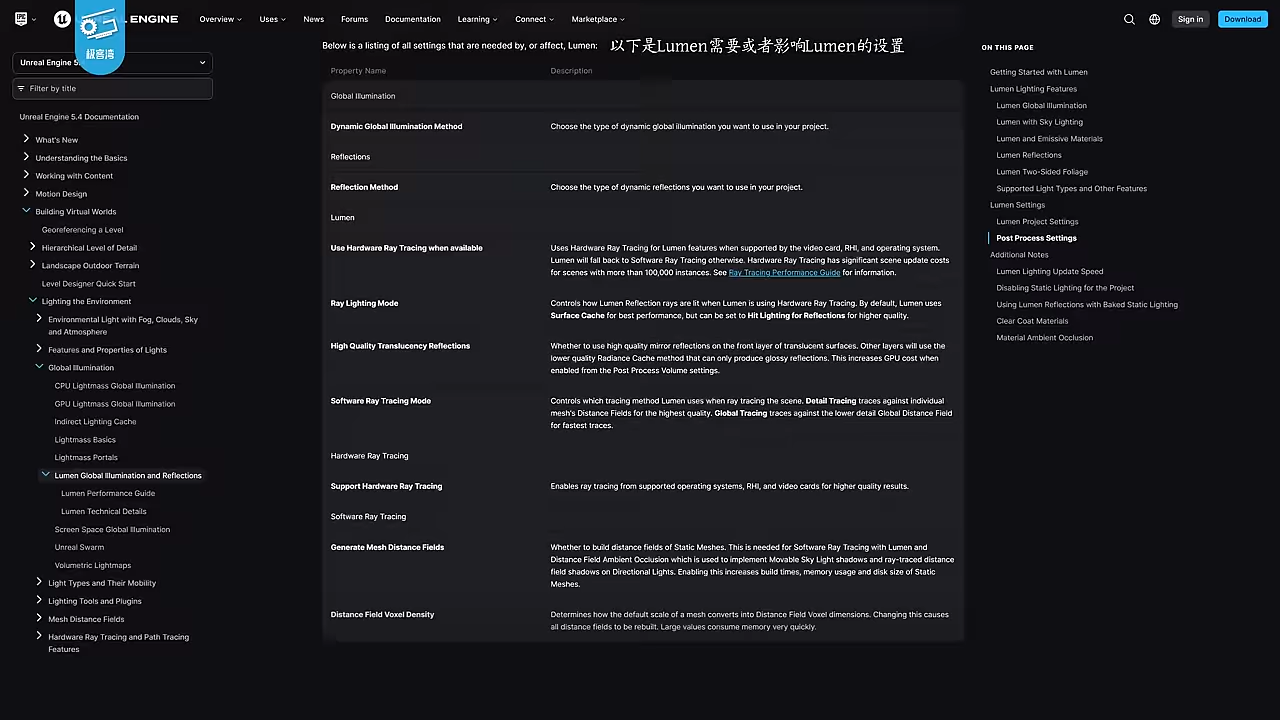 L ENGINE
Overview
Uses
News
Forums
Documentation
Learning
Connect
Marketplace
Sign in
Download
极客湾
Unreal Engine 5.
Filter by title
Unreal Engine 5.4 Documentation
What's New
Understanding the Basics
Working with Content
Motion Design
Building Virtual Worlds
Georeferencing a Level
Hierarchical Level of Detail
Landscape Outdoor Terrain
Level Designer Quick Start
Lighting the Environment
Environmental Light with Fog, Clouds, Sky
and Atmosphere
Features and Properties of Lights
Global Illumination
CPU Lightmass Global Illumination
GPU Lightmass Global Illumination
Indirect Lighting Cache
Lightmass Basics
Lightmass Portals
Lumen Global Illumination and Reflections
Lumen Performance Guide
Lumen Technical Details
Screen Space Global Illumination
Unreal Swarm
Volumetric Lightmaps
Light Types and Their Mobility
Lighting Tools and Plugins
Mesh Distance Fields
Hardware Ray Tracing and Path Tracing
Features
Below is a listing of all settings that are needed by, or affect, Lumen:
以下是Lumen需要或者影响Lumen的设置
Property Name
Description
Global Illumination
Dynamic Global Illumination Method
Choose the type of dynamic global illumination you want to use in your project.
Reflections
Reflection Method
Choose the type of dynamic reflections you want to use in your project.
Lumen
Use Hardware Ray Tracing when available
Uses Hardware Ray Tracing for Lumen features when supported by the video card, RHI, and operating system.
Lumen will fall back to Software Ray Tracing otherwise. Hardware Ray Tracing has significant scene update costs
for scenes with more than 100,000 instances. See Ray Tracing Performance Guide for information.
Ray Lighting Mode
Controls how Lumen Reflection rays are lit when Lumen is using Hardware Ray Tracing. By default, Lumen uses
Surface Cache for best performance, but can be set to Hit Lighting for Reflections for higher quality.
High Quality Translucency Reflections
Whether to use high quality mirror reflections on the front layer of translucent surfaces. Other layers will use the
lower quality Radiance Cache method that can only produce glossy reflections. This increases GPU cost when
enabled from the Post Process Volume settings.
Software Ray Tracing Mode
Controls which tracing method Lumen uses when ray tracing the scene. Detail Tracing traces against individual
mesh's Distance Fields for the highest quality. Global Tracing traces against the lower detail Global Distance Field
for fastest traces.
Hardware Ray Tracing
Support Hardware Ray Tracing
Enables ray tracing from supported operating systems, RHI, and video cards for higher quality results.
Software Ray Tracing
Generate Mesh Distance Fields
Whether to build distance fields of Static Meshes. This is needed for Software Ray Tracing with Lumen and
Distance Field Ambient Occlusion which is used to implement Movable Sky Light shadows and ray-traced distance
field shadows on Directional Lights. Enabling this increases build times, memory usage and disk size of Static
Meshes.
Distance Field Voxel Density
Determines how the default scale of a mesh converts into Distance Field Voxel dimensions. Changing this causes
all distance fields to be rebuilt. Large values consume memory very quickly.
ON THIS PAGE
Getting Started with Lumen
Lumen Lighting Features
Lumen Global Illumination
Lumen with Sky Lighting
Lumen and Emissive Materials
Lumen Reflections
Lumen Two-Sided Foliage
Supported Light Types and Other Features
Lumen Settings
Lumen Project Settings
Post Process Settings
Additional Notes
Lumen Lighting Update Speed
Disabling Static Lighting for the Project
Using Lumen Reflections with Baked Static Lighting
Clear Coat Materials
Material Ambient Occlusion